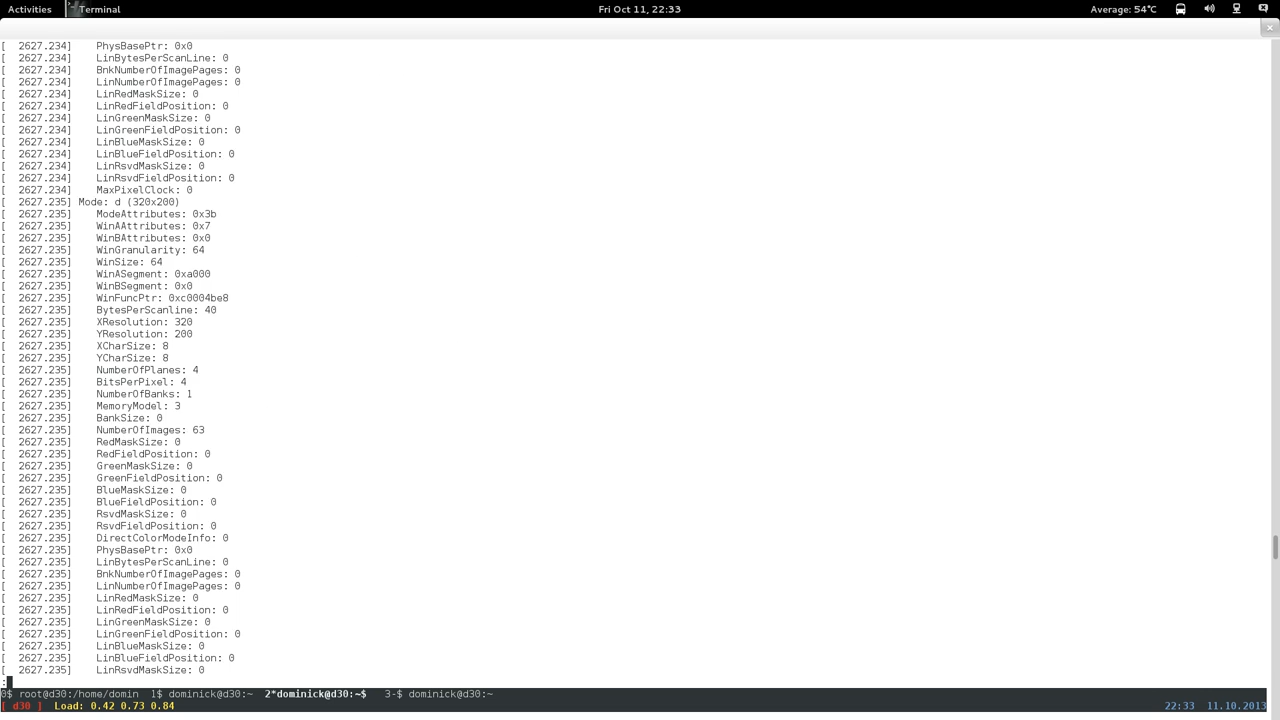 Activities Terminal Fri Oct 11, 22:33 Average: 54°C
[  2627.234]    PhysBasePtr: 0x0
[  2627.234]    LinBytesPerScanLine: 0
[  2627.234]    BnkNumberOfImagePages: 0
[  2627.234]    LinNumberOfImagePages: 0
[  2627.234]    LinRedMaskSize: 0
[  2627.234]    LinRedFieldPosition: 0
[  2627.234]    LinGreenMaskSize: 0
[  2627.234]    LinGreenFieldPosition: 0
[  2627.234]    LinBlueMaskSize: 0
[  2627.234]    LinBlueFieldPosition: 0
[  2627.234]    LinRsvdMaskSize: 0
[  2627.234]    LinRsvdFieldPosition: 0
[  2627.234]    MaxPixelClock: 0
[  2627.235] Mode: d (320x200)
[  2627.235]    ModeAttributes: 0x3b
[  2627.235]    WinAAttributes: 0x7
[  2627.235]    WinBAttributes: 0x0
[  2627.235]    WinGranularity: 64
[  2627.235]    WinSize: 64
[  2627.235]    WinASegment: 0xa000
[  2627.235]    WinBSegment: 0x0
[  2627.235]    WinFuncPtr: 0xc0004be8
[  2627.235]    BytesPerScanline: 40
[  2627.235]    XResolution: 320
[  2627.235]    YResolution: 200
[  2627.235]    XCharSize: 8
[  2627.235]    YCharSize: 8
[  2627.235]    NumberOfPlanes: 4
[  2627.235]    BitsPerPixel: 4
[  2627.235]    NumberOfBanks: 1
[  2627.235]    MemoryModel: 3
[  2627.235]    BankSize: 0
[  2627.235]    NumberOfImages: 63
[  2627.235]    RedMaskSize: 0
[  2627.235]    RedFieldPosition: 0
[  2627.235]    GreenMaskSize: 0
[  2627.235]    GreenFieldPosition: 0
[  2627.235]    BlueMaskSize: 0
[  2627.235]    BlueFieldPosition: 0
[  2627.235]    RsvdMaskSize: 0
[  2627.235]    RsvdFieldPosition: 0
[  2627.235]    DirectColorModeInfo: 0
[  2627.235]    PhysBasePtr: 0x0
[  2627.235]    LinBytesPerScanLine: 0
[  2627.235]    BnkNumberOfImagePages: 0
[  2627.235]    LinNumberOfImagePages: 0
[  2627.235]    LinRedMaskSize: 0
[  2627.235]    LinRedFieldPosition: 0
[  2627.235]    LinGreenMaskSize: 0
[  2627.235]    LinGreenFieldPosition: 0
[  2627.235]    LinBlueMaskSize: 0
[  2627.235]    LinBlueFieldPosition: 0
[  2627.235]    LinRsvdMaskSize: 0
:
0$ root@d30:/home/domin  1$ dominick@d30:~  2*dominick@d30:~$   3-$ dominick@d30:~
[ d30 ]  Load: 0.42 0.73 0.84 22:33  11.10.2013